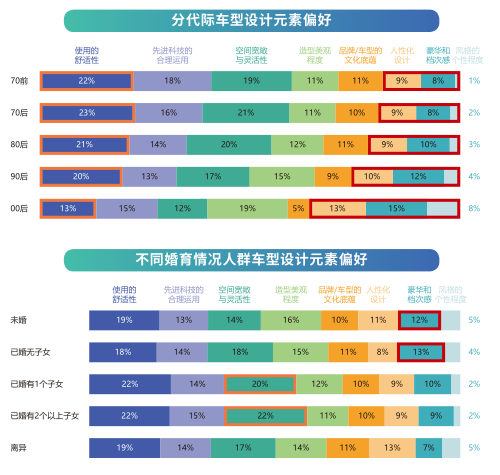 分代际车型设计元素偏好
使用的 先进科技的 空间宽敞 造型美观 品牌/车型的 人性化 豪华和 风格的
舒适性 合理运用 与灵活性 程度 文化底蕴 设计 档次感 个性程度
70前 22% 18% 19% 11% 11% 9% 8% 1%
70后 23% 16% 21% 11% 10% 9% 8% 2%
80后 21% 14% 20% 12% 11% 9% 10% 3%
90后 20% 13% 17% 15% 9% 10% 12% 4%
00后 13% 15% 12% 19% 5% 13% 15% 8%
不同婚育情况人群车型设计元素偏好
使用的 先进科技的 空间宽敞 造型美观 品牌/车型的 人性化 豪华和 风格的
舒适性 合理运用 与灵活性 程度 文化底蕴 设计 档次感 个性程度
未婚 19% 13% 14% 16% 10% 11% 12% 5%
已婚无子女 18% 14% 18% 15% 11% 8% 13% 4%
已婚有1个子女 22% 14% 20% 12% 10% 9% 10% 2%
已婚有2个以上子女 22% 15% 22% 11% 10% 9% 9% 2%
离异 19% 14% 17% 14% 11% 13% 7% 5%